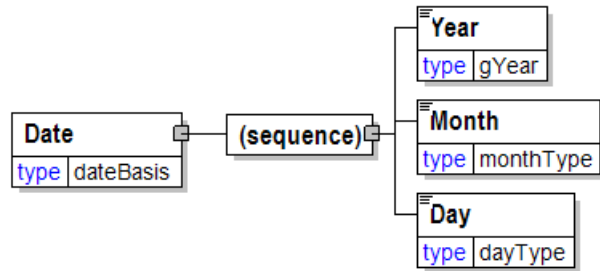 Date
type dateBasis
(sequence)
Year
type gYear
Month
type monthType
Day
type dayType